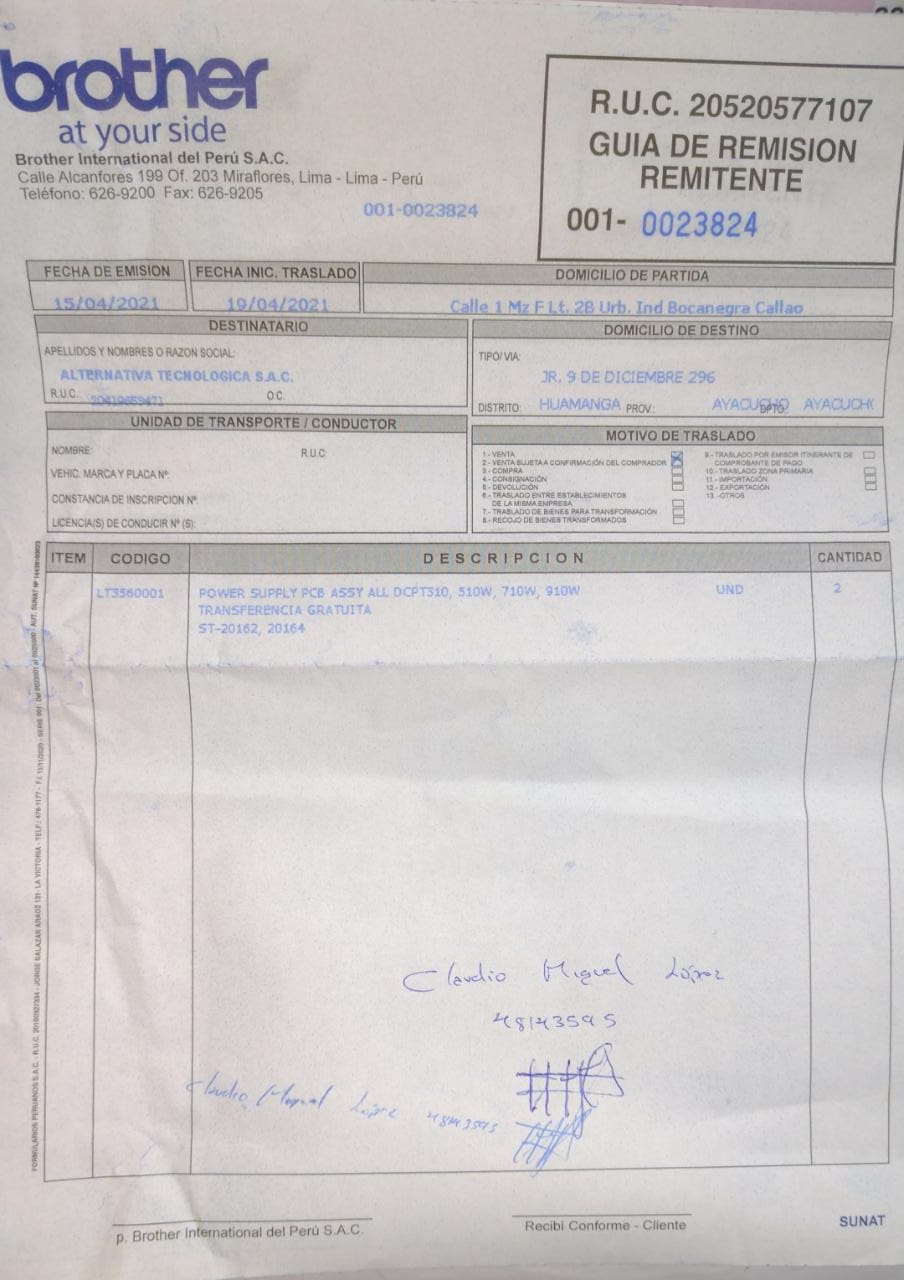 brother
at your side
Brother International del Perú S.A.C.
Calle Alcanfores 199 Of. 203 Miraflores, Lima - Lima - Perú
Teléfono: 626-9200 Fax: 626-9205
001-0023824
R.U.C. 20520577107
GUIA DE REMISION
REMITENTE
001- 0023824
FECHA DE EMISION
15/04/2021
FECHA INIC. TRASLADO
19/04/2021
DOMICILIO DE PARTIDA
Calle 1 Mz F Lt. 2B Urb. Ind Bocanegra Callao
DESTINATARIO
APELLIDOS Y NOMBRES O RAZON SOCIAL:
ALTERNATIVA TECNOLOGICA S.A.C.
R.U.C.: 20419659471 O.C.
DOMICILIO DE DESTINO
TIPO/ VIA:
JR. 9 DE DICIEMBRE 296
DISTRITO: HUAMANGA PROV.: AYACUCHO DPTO. AYACUCHO
UNIDAD DE TRANSPORTE / CONDUCTOR
NOMBRE: R.U.C:
VEHIC. MARCA Y PLACA Nº:
CONSTANCIA DE INSCRIPCION Nº:
LICENCIA(S) DE CONDUCIR Nº (S):
MOTIVO DE TRASLADO
1.- VENTA
2.- VENTA SUJETA A CONFIRMACIÓN DEL COMPRADOR
3.- COMPRA
4.- CONSIGNACIÓN
5.- DEVOLUCIÓN
6.- TRASLADO ENTRE ESTABLECIMIENTOS
DE LA MISMA EMPRESA
7.- TRASLADO DE BIENES PARA TRANSFORMACIÓN
8.- RECOJO DE BIENES TRANSFORMADOS
9.- TRASLADO POR EMISOR ITINERANTE DE
COMPROBANTE DE PAGO
10.- TRASLADO ZONA PRIMARIA
11.- IMPORTACIÓN
12.- EXPORTACIÓN
13. -OTROS
ITEM CODIGO DESCRIPCION CANTIDAD
LT3560001 POWER SUPPLY PCB ASSY ALL DCPT310, 510W, 710W, 910W UND 2
TRANSFERENCIA GRATUITA
ST-20162, 20164
Claudio Miguel López
48143595
Claudio Miguel López 48143595
p. Brother International del Perú S.A.C.
Recibi Conforme - Cliente
SUNAT